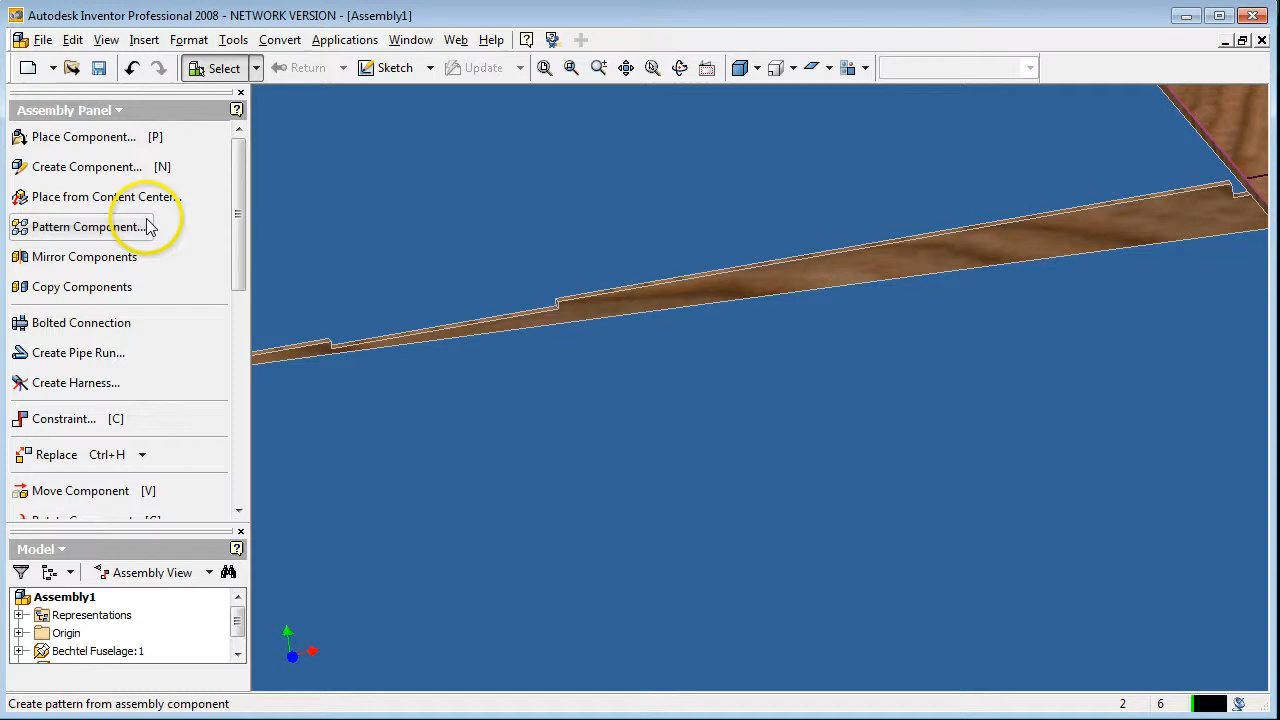 Autodesk Inventor Professional 2008 - NETWORK VERSION - [Assembly1]
File Edit View Insert Format Tools Convert Applications Window Web Help
Select Return Sketch Update
Assembly Panel
Place Component... [P]
Create Component... [N]
Place from Content Center...
Pattern Component...
Mirror Components
Copy Components
Bolted Connection
Create Pipe Run...
Create Harness...
Constraint... [C]
Replace Ctrl+H
Move Component [V]
Model
Assembly View
Assembly1
Representations
Origin
Bechtel Fuselage:1
Create pattern from assembly component 2 6